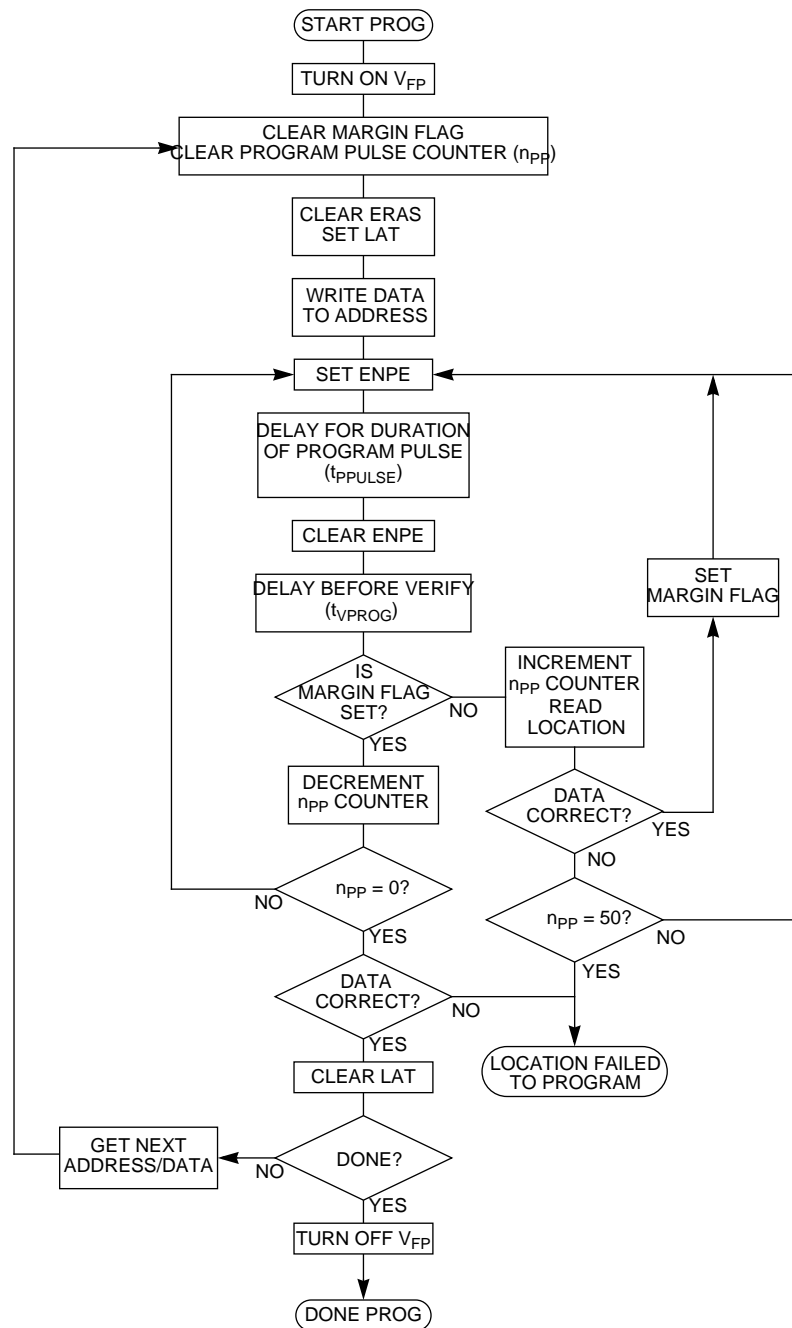 START PROG
TURN ON VFP
CLEAR MARGIN FLAG
CLEAR PROGRAM PULSE COUNTER (nPP)
CLEAR ERAS
SET LAT
WRITE DATA
TO ADDRESS
SET ENPE
DELAY FOR DURATION
OF PROGRAM PULSE
(tPPULSE)
CLEAR ENPE
DELAY BEFORE VERIFY
(tVPROG)
SET
MARGIN FLAG
IS
MARGIN FLAG
SET?
NO
YES
INCREMENT
nPP COUNTER
READ
LOCATION
DECREMENT
nPP COUNTER
DATA
CORRECT?
YES
NO
nPP = 0?
NO
YES
nPP = 50?
NO
YES
DATA
CORRECT?
NO
YES
LOCATION FAILED
TO PROGRAM
CLEAR LAT
GET NEXT
ADDRESS/DATA
NO
DONE?
YES
TURN OFF VFP
DONE PROG